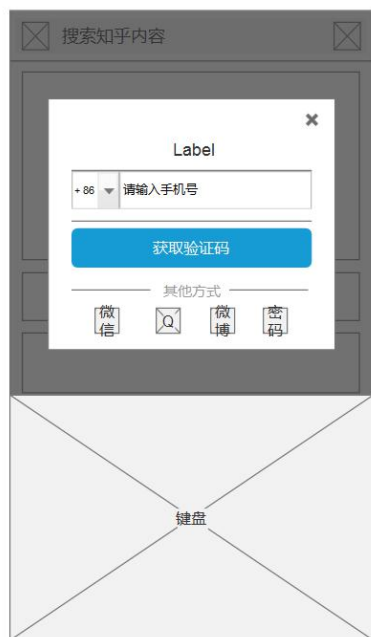 搜索知乎内容
Label
+ 86 请输入手机号
获取验证码
其他方式
微信 Q 微博 密码
键盘